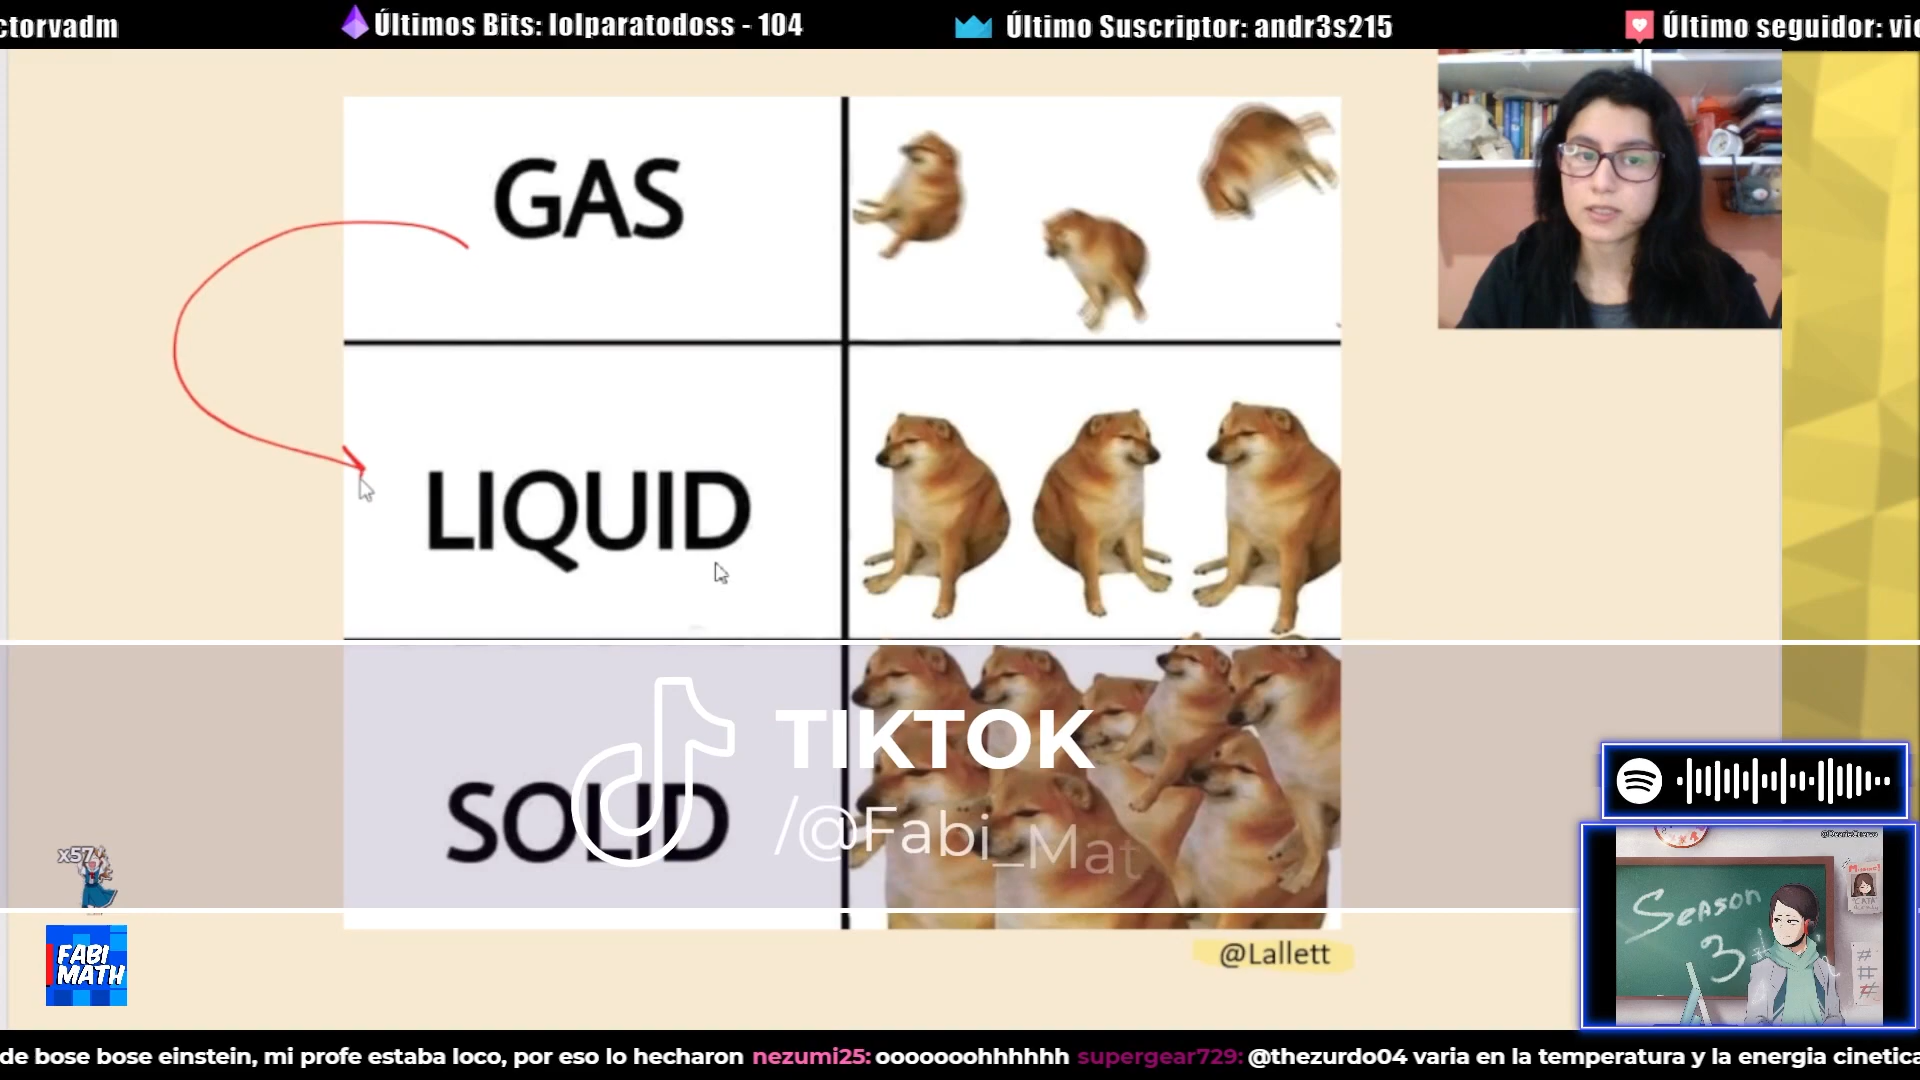 ctorvadm
Últimos Bits: lolparatodoss - 104
Último Suscriptor: andr3s215
Último seguidor: vic
GAS
LIQUID
SOLID
TIKTOK
/@Fabi_Mat
x57
FABI
MATH
@Lallett
Season
3
de bose bose einstein, mi profe estaba loco, por eso lo hecharon nezumi25: ooooooohhhhhh supergear729: @thezurdo04 varia en la temperatura y la energia cinetica